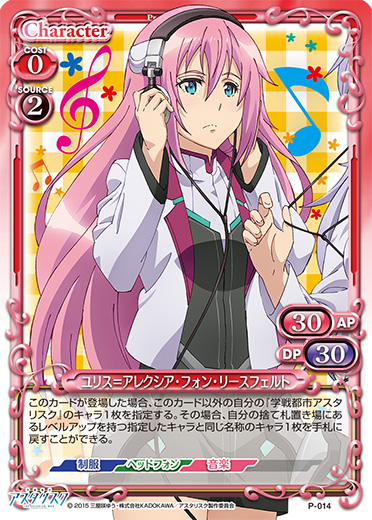 Character
COST
0
SOURCE
2
30 AP
DP 30
ユリス=アレクシア・フォン・リースフェルト
このカードが登場した場合、このカード以外の自分の『学戦都市アスタ
リスク』のキャラ1枚を指定する。その場合、自分の捨て札置き場にあ
るレベルアップを持つ指定したキャラと同じ名称のキャラ1枚を手札に
戻すことができる。
制服 ヘッドフォン 音楽
アスタリスク
© 2015 三屋咲ゆう・株式会社KADOKAWA/アスタリスク製作委員会
P-014